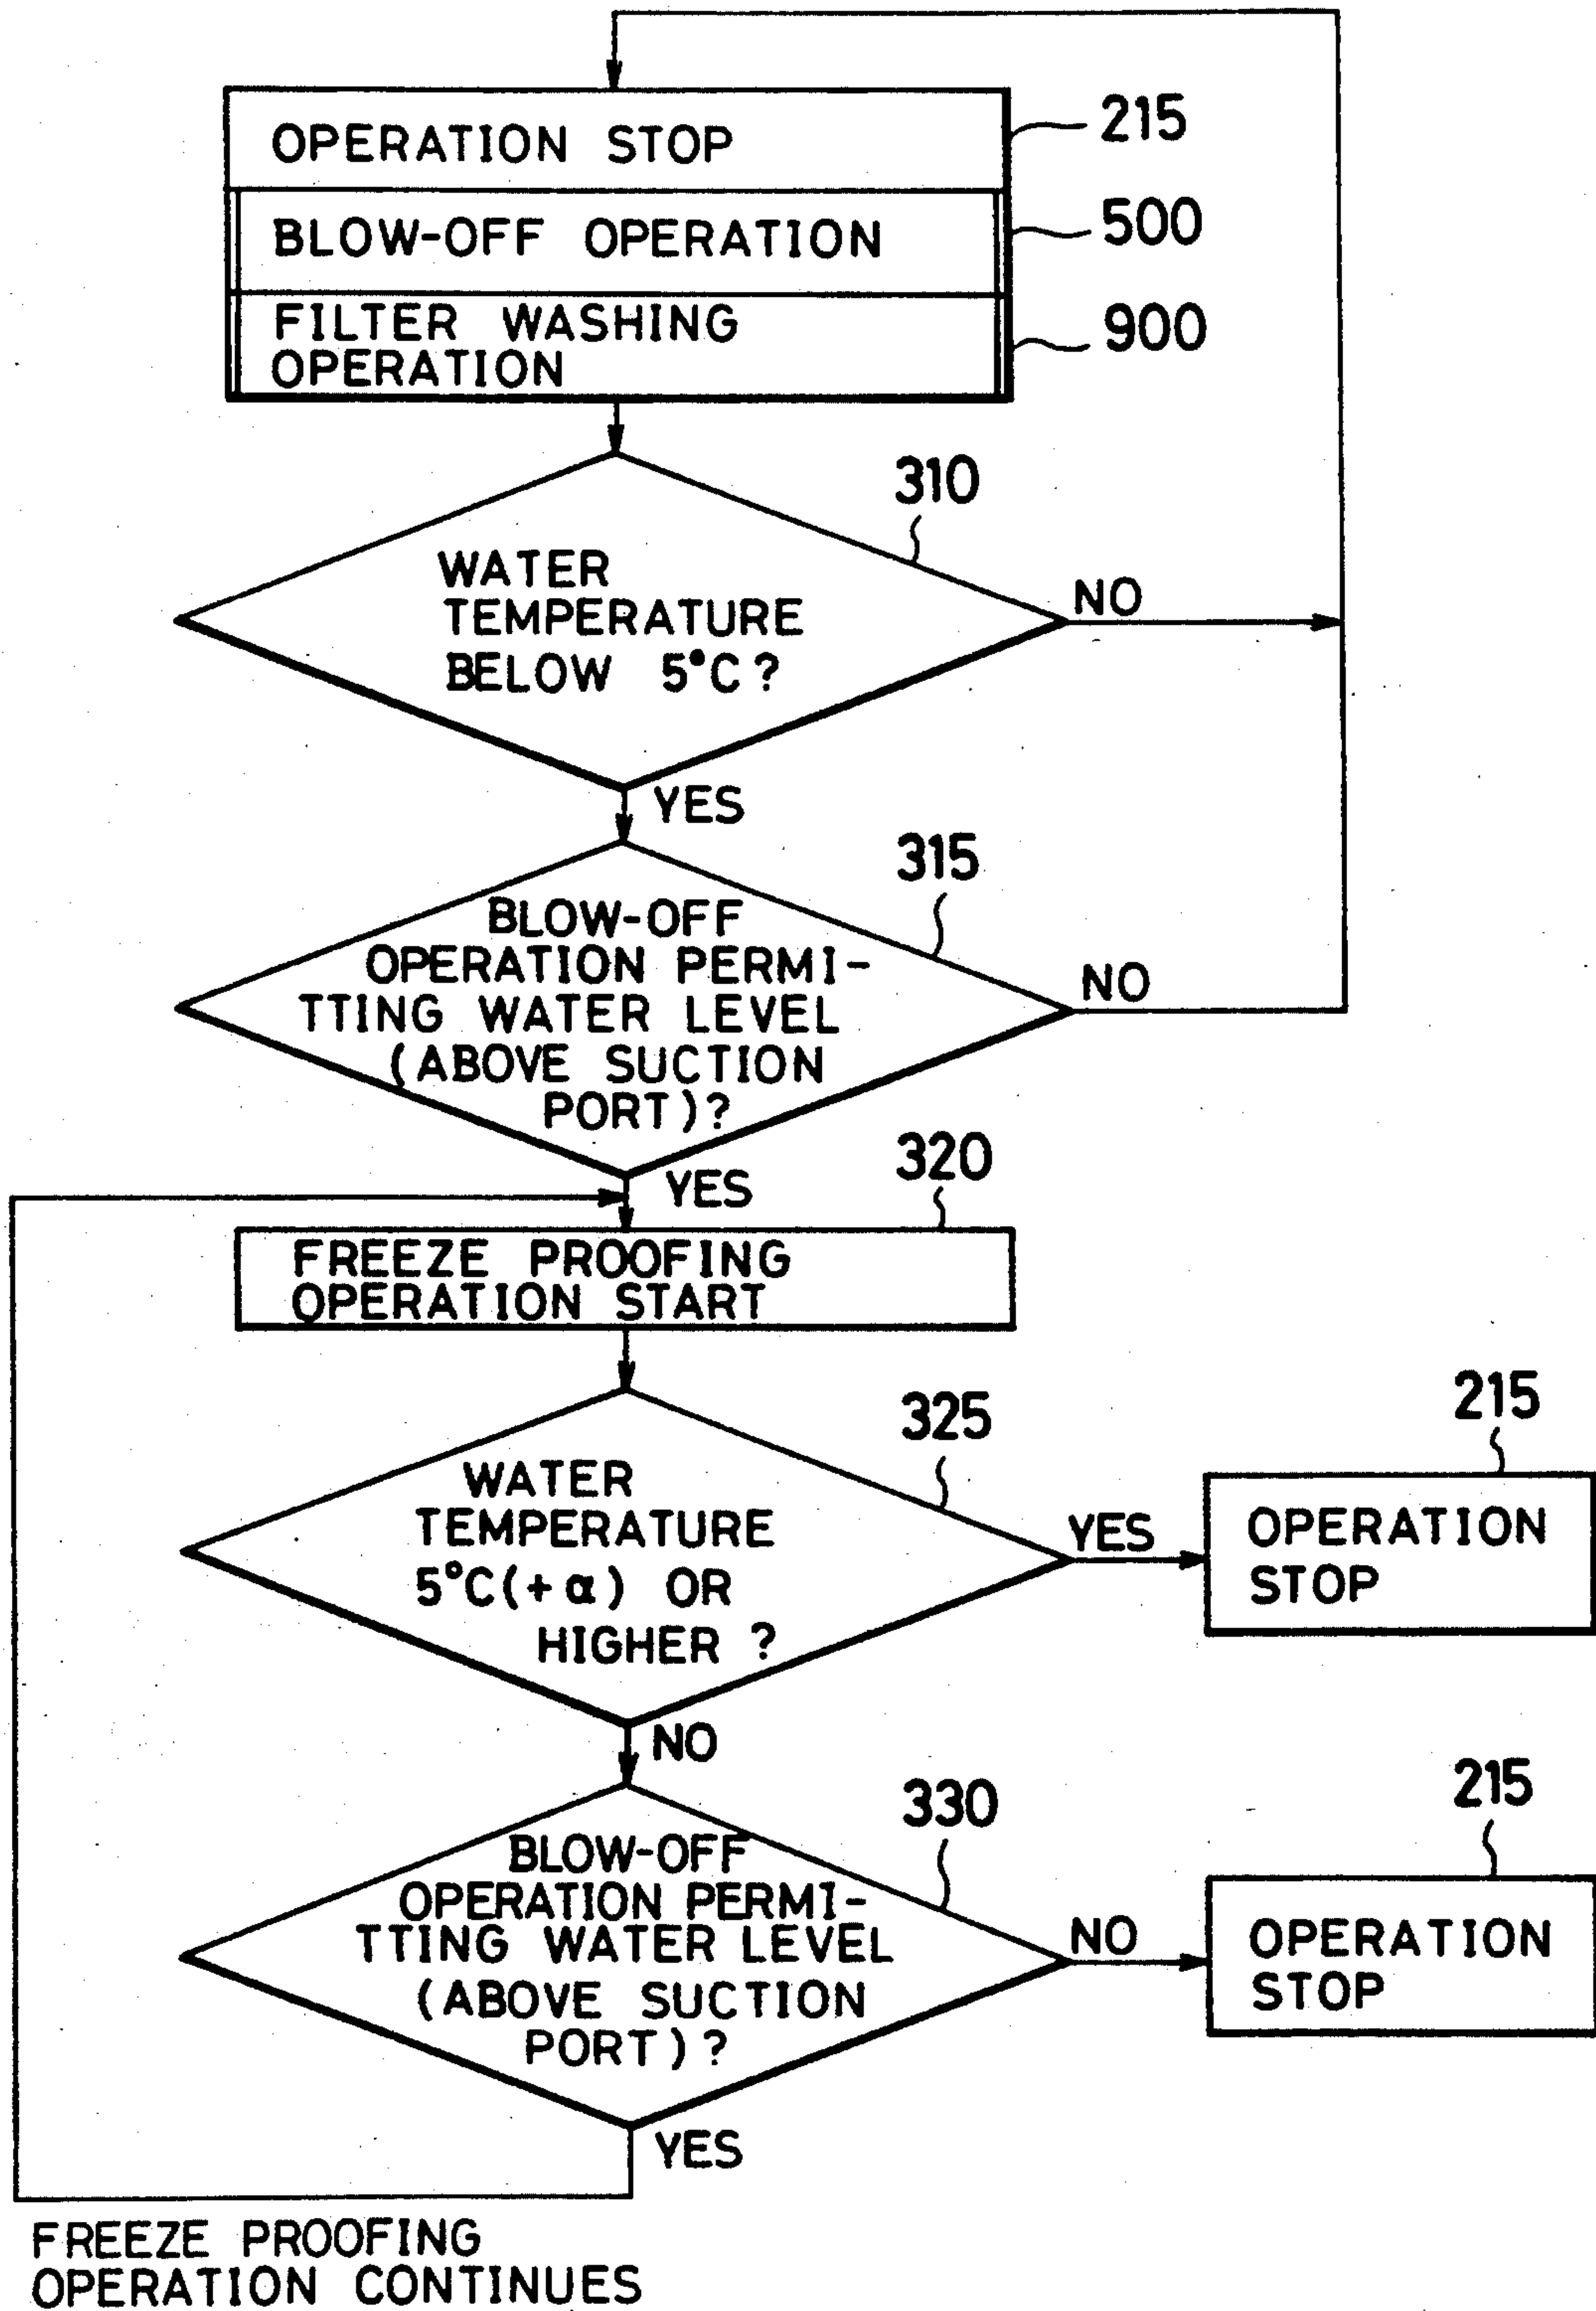 OPERATION STOP
215
BLOW-OFF OPERATION
500
FILTER WASHING
OPERATION
900
310
WATER
TEMPERATURE
BELOW 5°C?
NO
YES
315
BLOW-OFF
OPERATION PERMI-
TTING WATER LEVEL
(ABOVE SUCTION
PORT)?
NO
YES
320
FREEZE PROOFING
OPERATION START
325
WATER
TEMPERATURE
5°C(+α) OR
HIGHER ?
YES
215
OPERATION
STOP
NO
330
BLOW-OFF
OPERATION PERMI-
TTING WATER LEVEL
(ABOVE SUCTION
PORT)?
NO
215
OPERATION
STOP
YES
FREEZE PROOFING
OPERATION CONTINUES